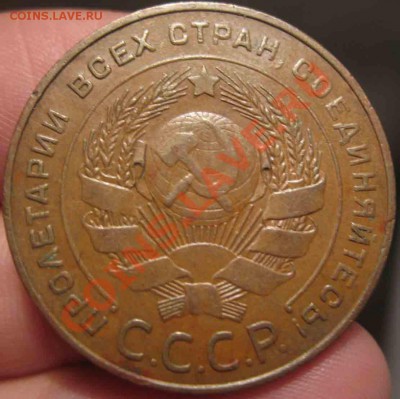 COINS.LAVE.RU
ПРОЛЕТАРИИ ВСЕХ СТРАН, СОЕДИНЯЙТЕСЬ!
С.С.С.Р.
COINS.LAVE.RU